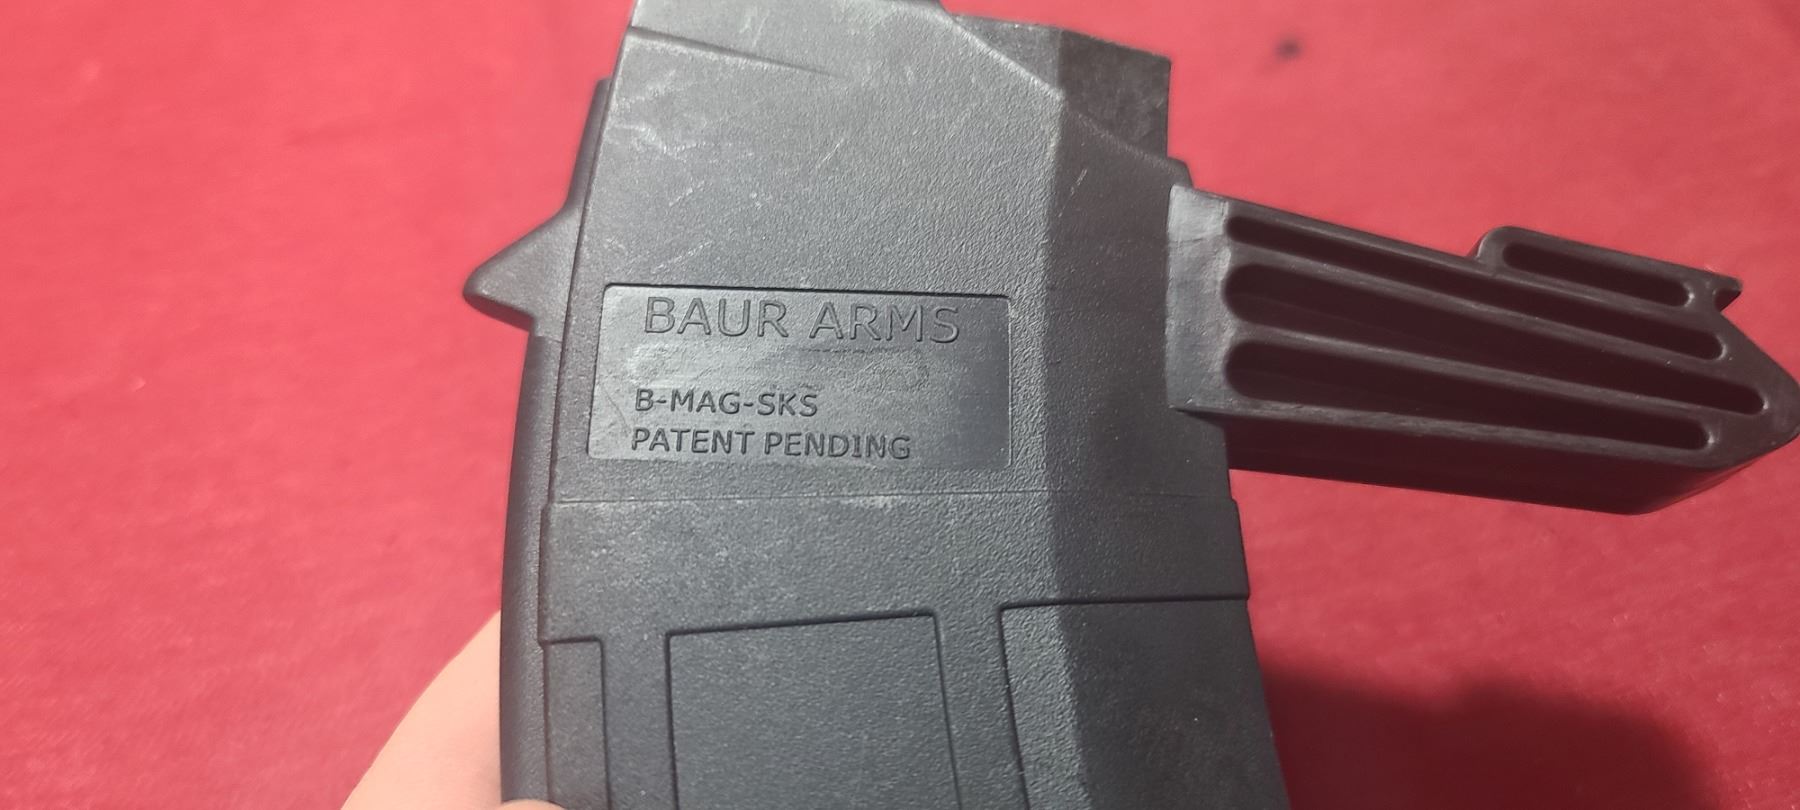 BAUR ARMS
B-MAG-SKS
PATENT PENDING